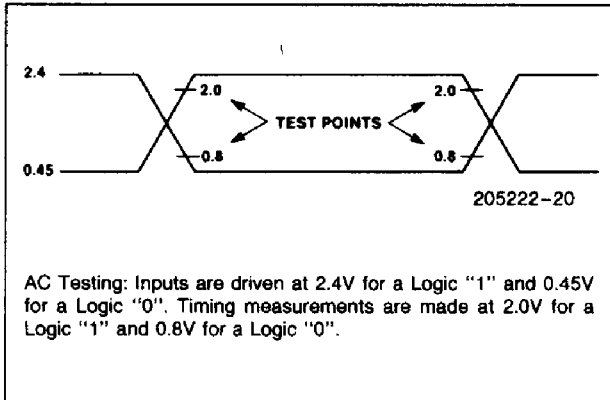 2.4
2.0 2.0
TEST POINTS
0.8 0.8
0.45
205222-20
AC Testing: Inputs are driven at 2.4V for a Logic "1" and 0.45V
for a Logic "0". Timing measurements are made at 2.0V for a
Logic "1" and 0.8V for a Logic "0".